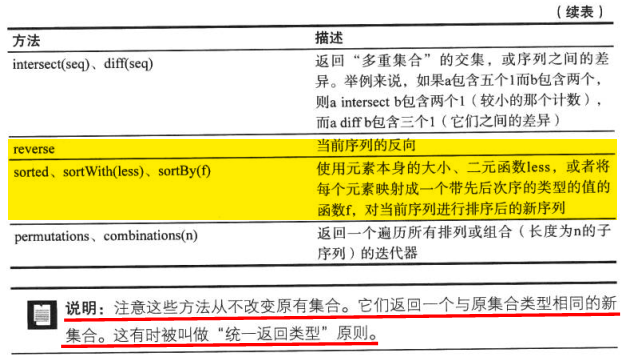 （续表）
方法 描述
intersect(seq)、diff(seq) 返回“多重集合”的交集，或序列之间的差
异。举例来说，如果a包含五个1而b包含两个，
则a intersect b包含两个1（较小的那个计数），
而a diff b包含三个1（它们之间的差异）
reverse 当前序列的反向
sorted、sortWith(less)、sortBy(f) 使用元素本身的大小、二元函数less，或者将
每个元素映射成一个带先后次序的类型的值的
函数f，对当前序列进行排序后的新序列
permutations、combinations(n) 返回一个遍历所有排列或组合（长度为n的子
序列）的迭代器
说明：注意这些方法从不改变原有集合。它们返回一个与原集合类型相同的新
集合。这有时被叫做“统一返回类型”原则。